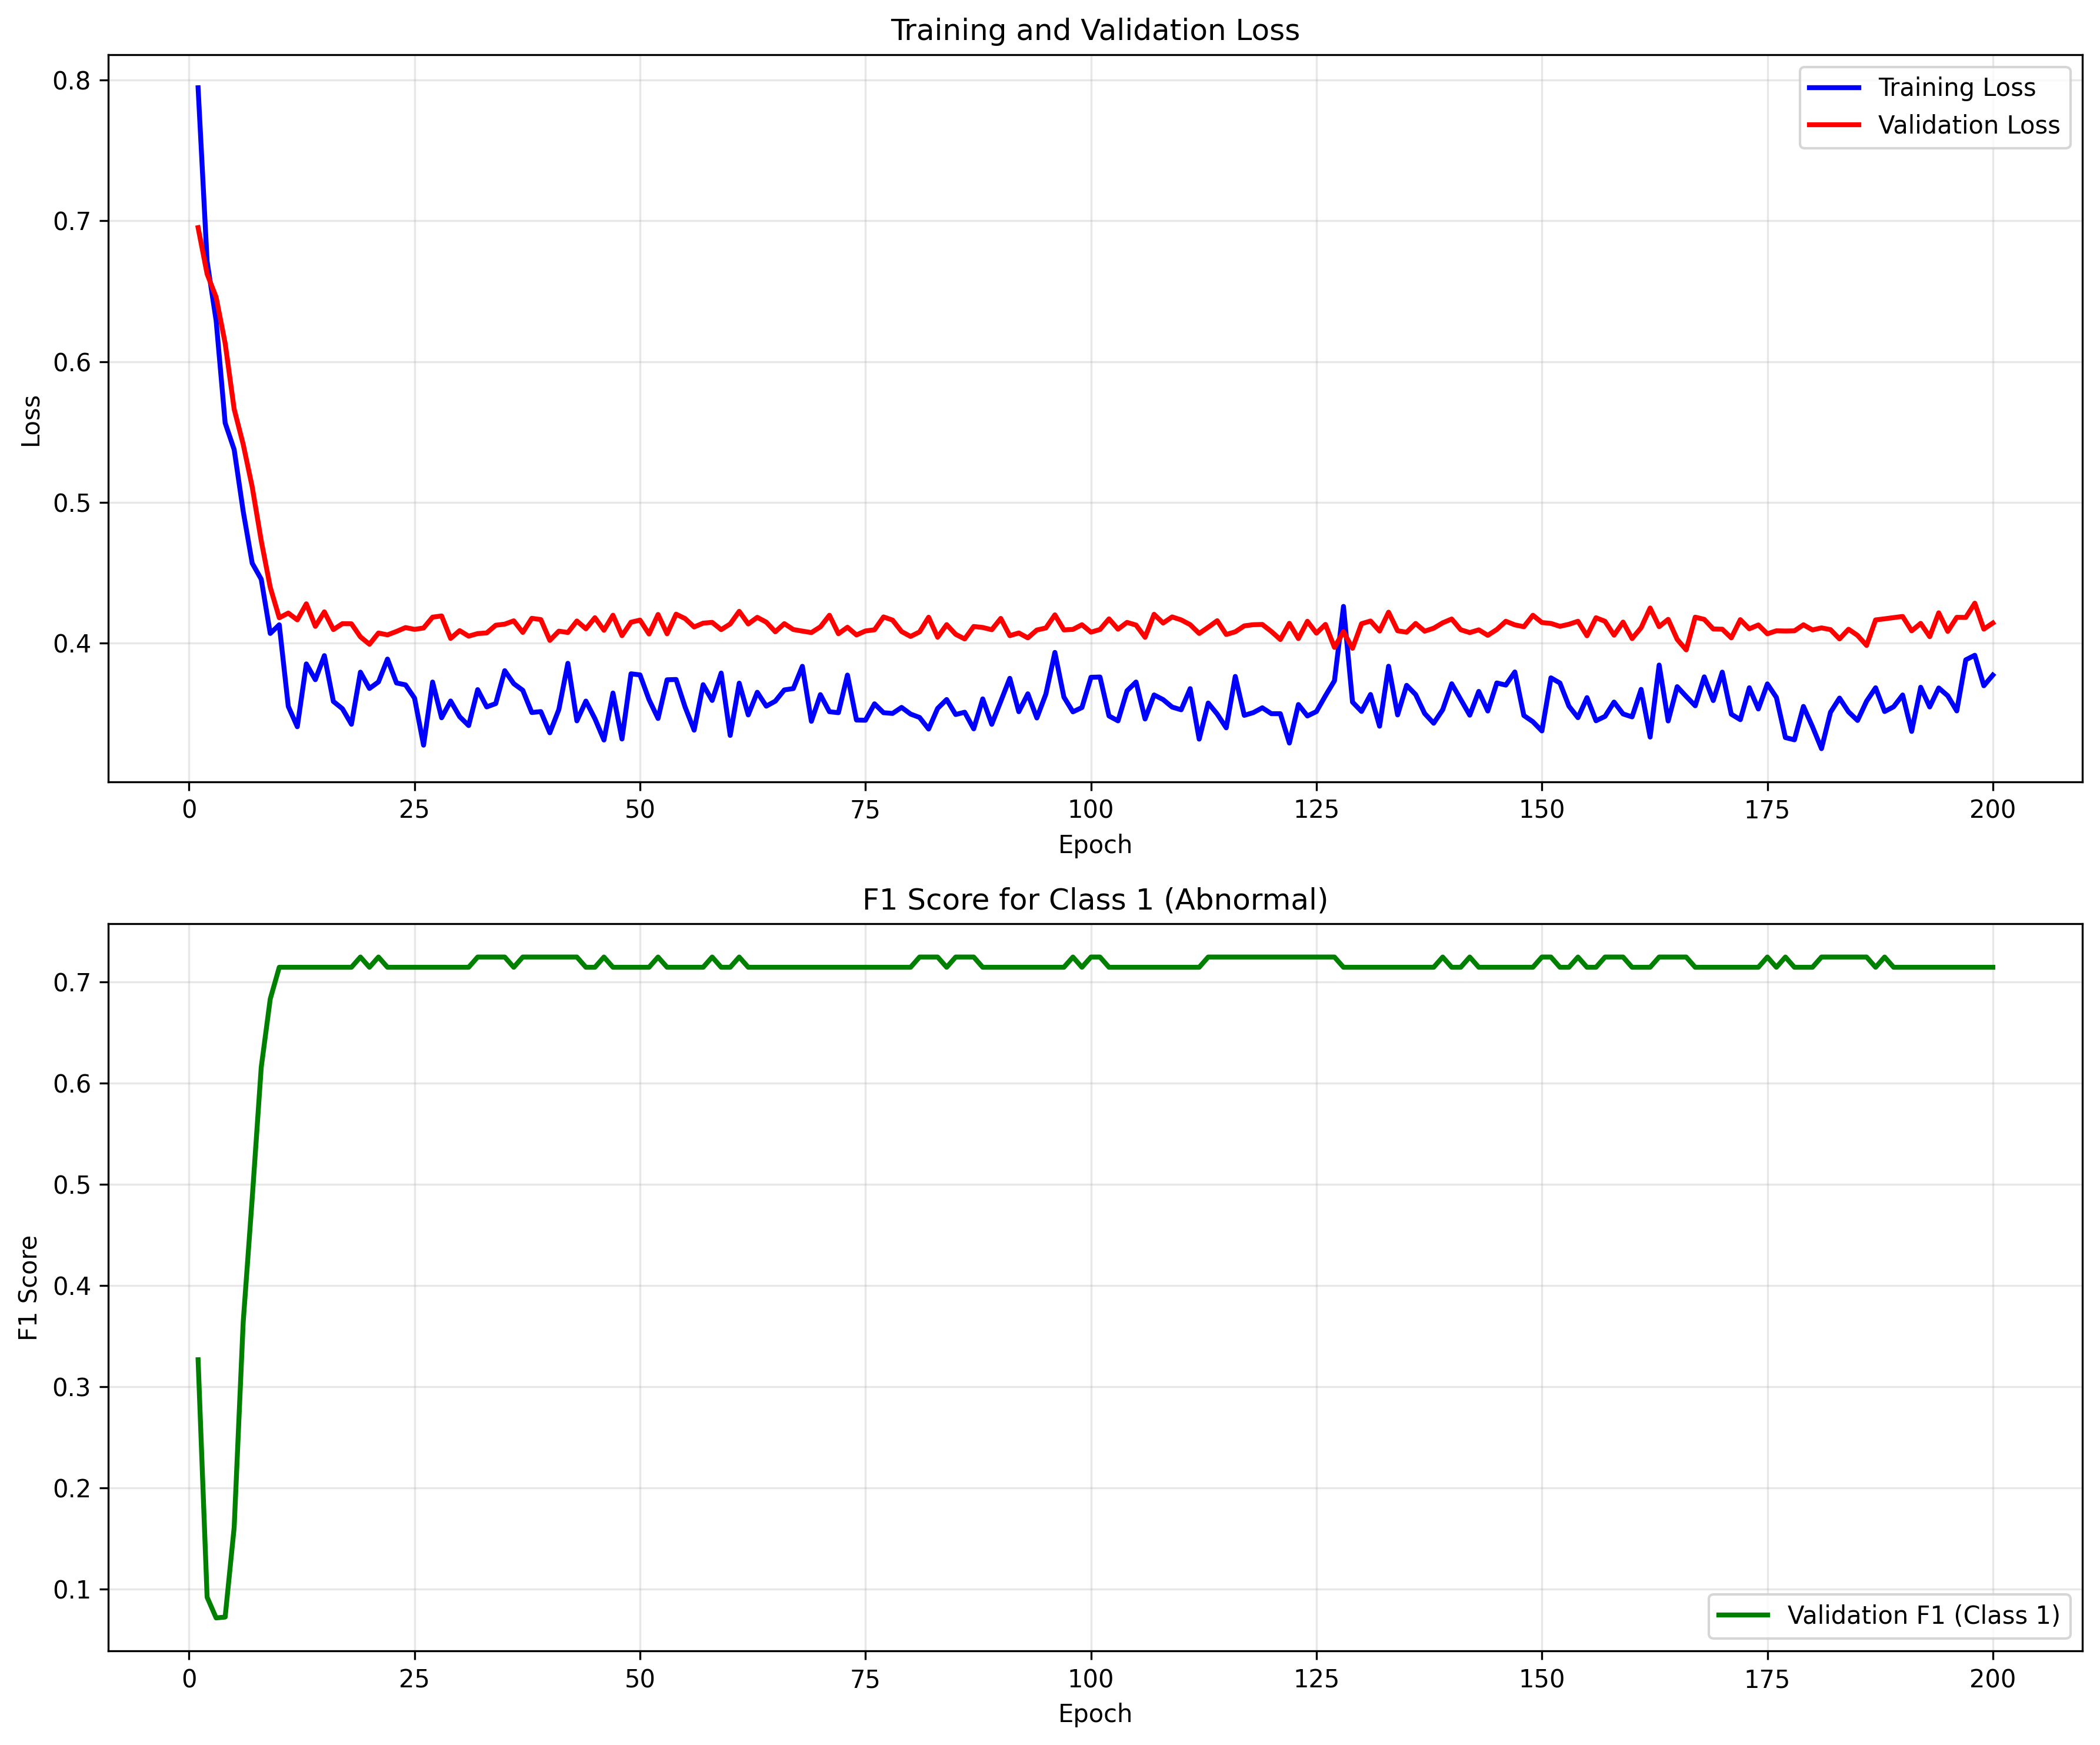 Training and Validation Loss
Training Loss
Validation Loss
0.8
0.7
0.6
0.5
0.4
Loss
0 25 50 75 100 125 150 175 200
Epoch
F1 Score for Class 1 (Abnormal)
0.7
0.6
0.5
0.4
0.3
0.2
0.1
F1 Score
Validation F1 (Class 1)
0 25 50 75 100 125 150 175 200
Epoch